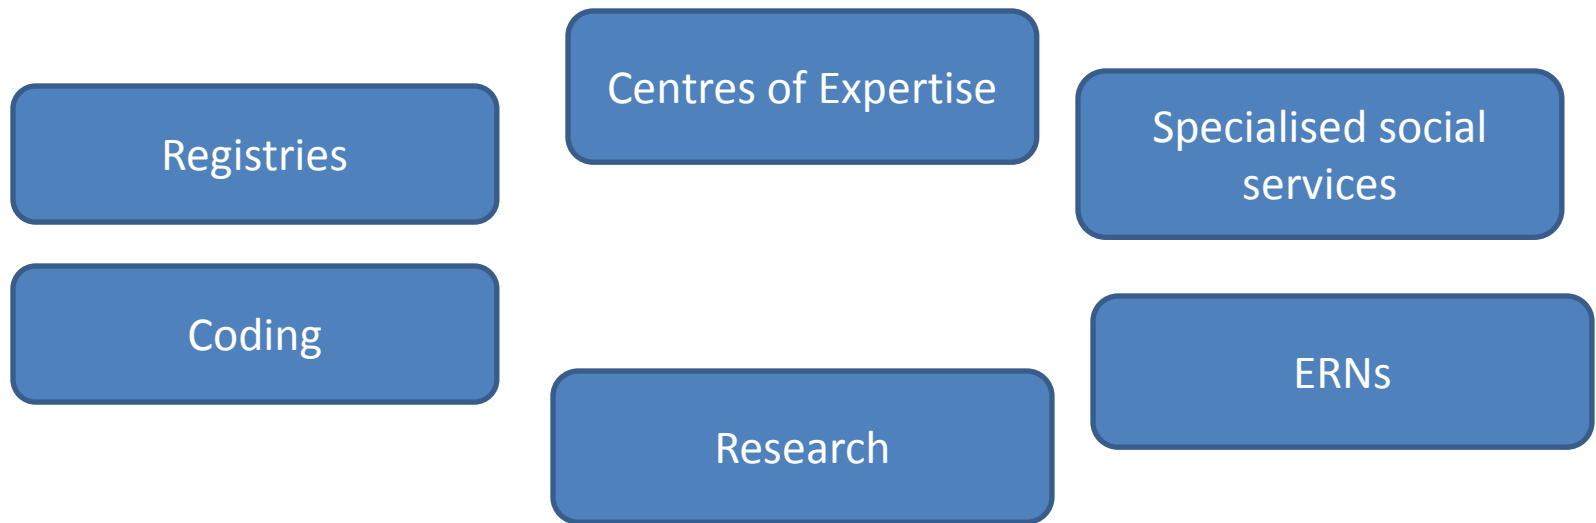 Centres of Expertise
Registries
Specialised social
services
Coding
ERNs
Research